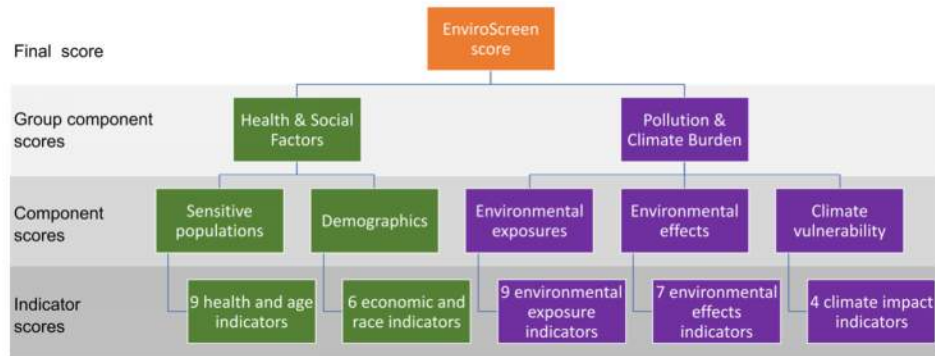 EnviroScreen
score
Final score
Group component
scores
Health & Social
Factors
Pollution &
Climate Burden
Component
scores
Sensitive
populations
Demographics
Environmental
exposures
Environmental
effects
Climate
vulnerability
Indicator
scores
9 health and age
indicators
6 economic and
race indicators
9 environmental
exposure
indicators
7 environmental
effects
indicators
4 climate impact
indicators